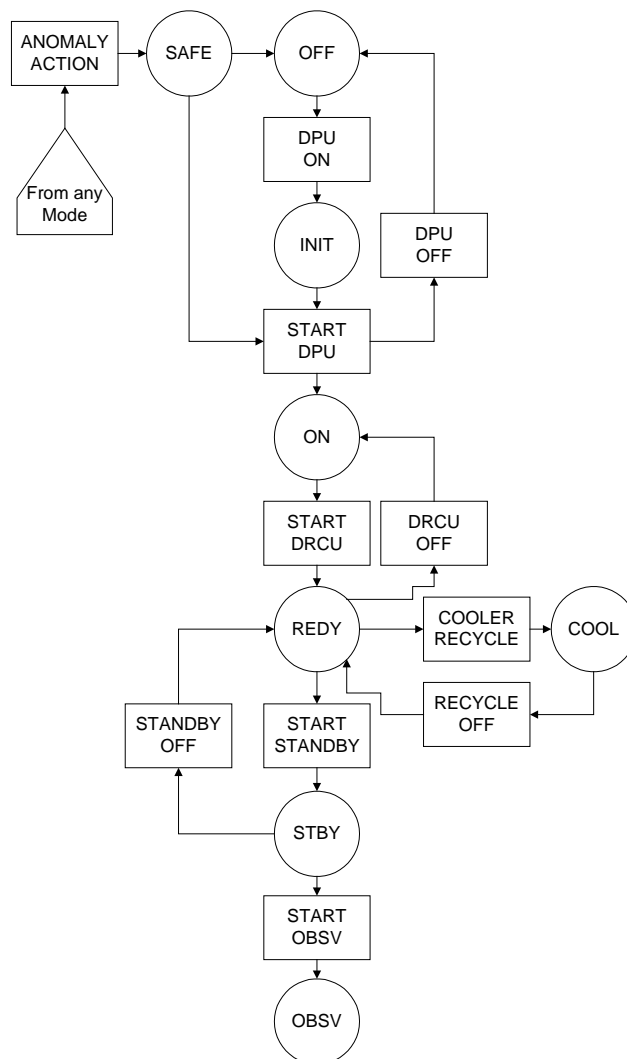 ANOMALY
ACTION
SAFE
OFF
From any
Mode
DPU
ON
INIT
DPU
OFF
START
DPU
ON
START
DRCU
DRCU
OFF
REDY
COOLER
RECYCLE
COOL
STANDBY
OFF
START
STANDBY
RECYCLE
OFF
STBY
START
OBSV
OBSV